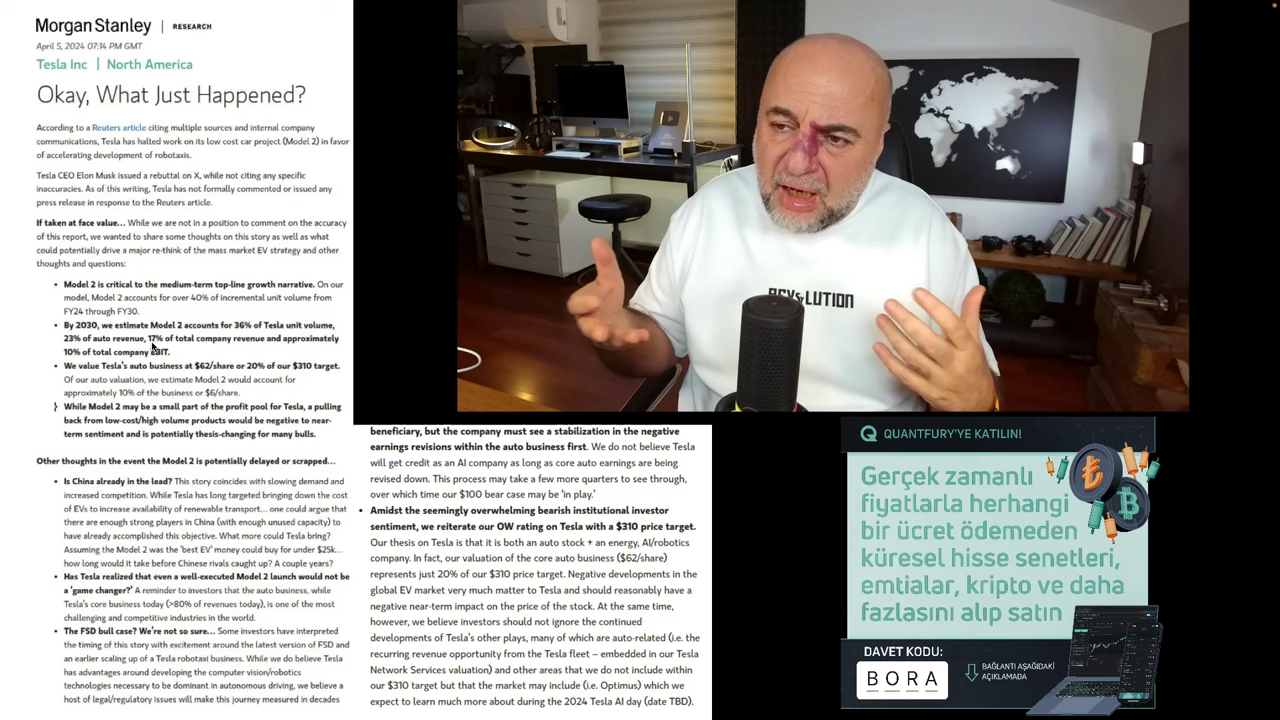 Morgan Stanley | RESEARCH
April 5, 2024 07:14 PM GMT
Tesla Inc | North America
Okay, What Just Happened?
According to a Reuters article citing multiple sources and internal company
communications, Tesla has halted work on its low cost car project (Model 2) in favor
of accelerating development of robotaxis.
Tesla CEO Elon Musk issued a rebuttal on X, while not citing any specific
inaccuracies. As of this writing, Tesla has not formally commented or issued any
press release in response to the Reuters article.
If taken at face value... While we are not in a position to comment on the accuracy
of this report, we wanted to share some thoughts on this story as well as what
could potentially drive a major re-think of the mass market EV strategy and other
thoughts and questions:
• Model 2 is critical to the medium-term top-line growth narrative. On our
model, Model 2 accounts for over 40% of incremental unit volume from
FY24 through FY30.
• By 2030, we estimate Model 2 accounts for 36% of Tesla unit volume,
23% of auto revenue, 17% of total company revenue and approximately
10% of total company EBIT.
• We value Tesla's auto business at $62/share or 20% of our $310 target.
Of our auto valuation, we estimate Model 2 would account for
approximately 10% of the business or $6/share.
While Model 2 may be a small part of the profit pool for Tesla, a pulling
back from low-cost/high volume products would be negative to near-
term sentiment and is potentially thesis-changing for many bulls.
Other thoughts in the event the Model 2 is potentially delayed or scrapped...
• Is China already in the lead? This story coincides with slowing demand and
increased competition. While Tesla has long targeted bringing down the cost
of EVs to increase availability of renewable transport... one could argue that
there are enough strong players in China (with enough unused capacity) to
have already accomplished this objective. What more could Tesla bring?
Assuming the Model 2 was the 'best EV' money could buy for under $25k...
how long would it take before Chinese rivals caught up? A couple years?
• Has Tesla realized that even a well-executed Model 2 launch would not be
a 'game changer?' A reminder to investors that the auto business, while
Tesla's core business today (>80% of revenues today), is one of the most
challenging and competitive industries in the world.
• The FSD bull case? We're not so sure... Some investors have interpreted
the timing of this story with excitement around the latest version of FSD and
an earlier scaling up of a Tesla robotaxi business. While we do believe Tesla
has advantages around developing the computer vision/robotics
technologies necessary to be dominant in autonomous driving, we believe a
host of legal/regulatory issues will make this journey measured in decades
beneficiary, but the company must see a stabilization in the negative
earnings revisions within the auto business first. We do not believe Tesla
will get credit as an AI company as long as core auto earnings are being
revised down. This process may take a few more quarters to see through,
over which time our $100 bear case may be 'in play.'
• Amidst the seemingly overwhelming bearish institutional investor
sentiment, we reiterate our OW rating on Tesla with a $310 price target.
Our thesis on Tesla is that it is both an auto stock + an energy, AI/robotics
company. In fact, our valuation of the core auto business ($62/share)
represents just 20% of our $310 price target. Negative developments in the
global EV market very much matter to Tesla and should reasonably have a
negative near-term impact on the price of the stock. At the same time,
however, we believe investors should not ignore the continued
developments of Tesla's other plays, many of which are auto-related (i.e. the
recurring revenue opportunity from the Tesla fleet – embedded in our Tesla
Network Services valuation) and other areas that we do not include within
our $310 target but that the market may include (i.e. Optimus) which we
expect to learn much more about during the 2024 Tesla AI day (date TBD).
QUANTFURY'YE KATILIN!
Gerçek zamanlı
fiyatlarla herhangi
bir ücret ödemeden
küresel hisse senetleri,
emtialar, kripto ve daha
fazlasını alıp satın
DAVET KODU:
BORA
BAĞLANTI AŞAĞIDAKİ
AÇIKLAMADA